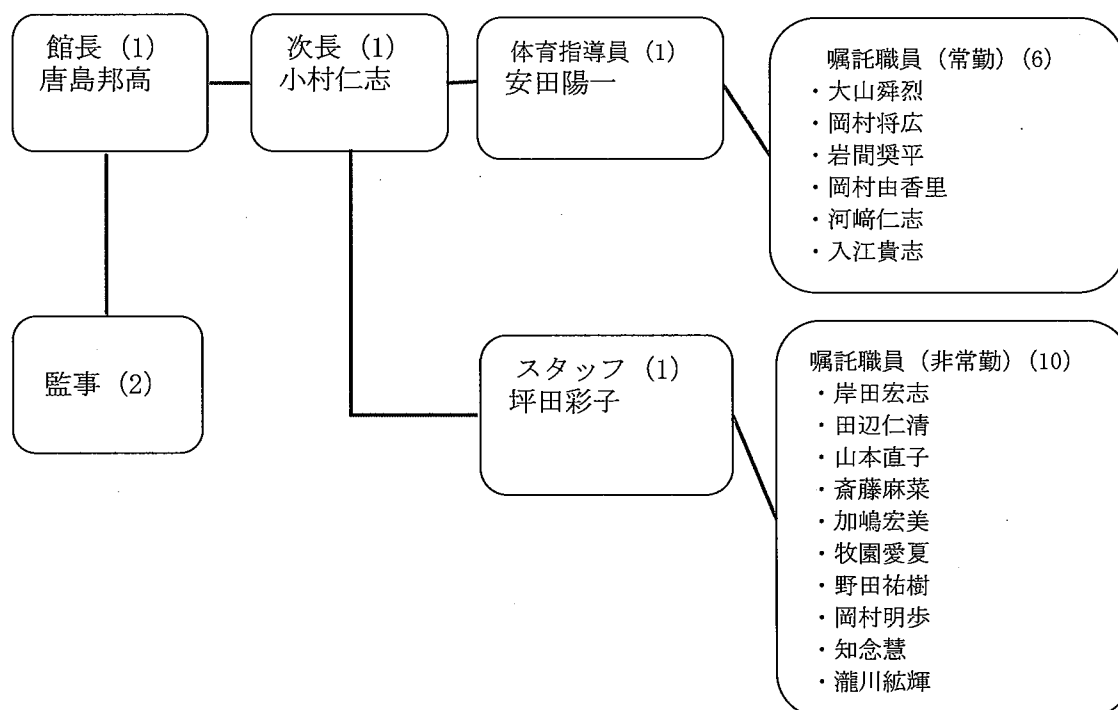 館長 (1)
唐島邦高
次長 (1)
小村仁志
体育指導員 (1)
安田陽一
嘱託職員 (常勤) (6)
・大山舜烈
・岡村将広
・岩間奨平
・岡村由香里
・河﨑仁志
・入江貴志
監事 (2)
スタッフ (1)
坪田彩子
嘱託職員 (非常勤) (10)
・岸田宏志
・田辺仁清
・山本直子
・斎藤麻菜
・加嶋宏美
・牧園愛夏
・野田祐樹
・岡村明歩
・知念慧
・瀧川紘輝